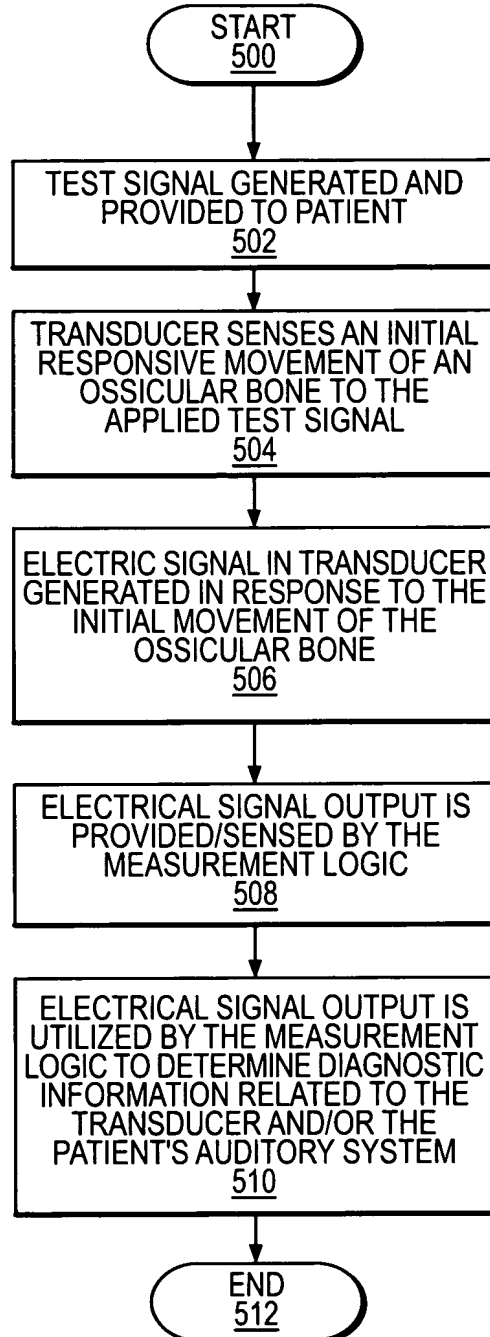 START
500
TEST SIGNAL GENERATED AND
PROVIDED TO PATIENT
502
TRANSDUCER SENSES AN INITIAL
RESPONSIVE MOVEMENT OF AN
OSSICULAR BONE TO THE
APPLIED TEST SIGNAL
504
ELECTRIC SIGNAL IN TRANSDUCER
GENERATED IN RESPONSE TO THE
INITIAL MOVEMENT OF THE
OSSICULAR BONE
506
ELECTRICAL SIGNAL OUTPUT IS
PROVIDED/SENSED BY THE
MEASUREMENT LOGIC
508
ELECTRICAL SIGNAL OUTPUT IS
UTILIZED BY THE MEASUREMENT
LOGIC TO DETERMINE DIAGNOSTIC
INFORMATION RELATED TO THE
TRANSDUCER AND/OR THE
PATIENT'S AUDITORY SYSTEM
510
END
512